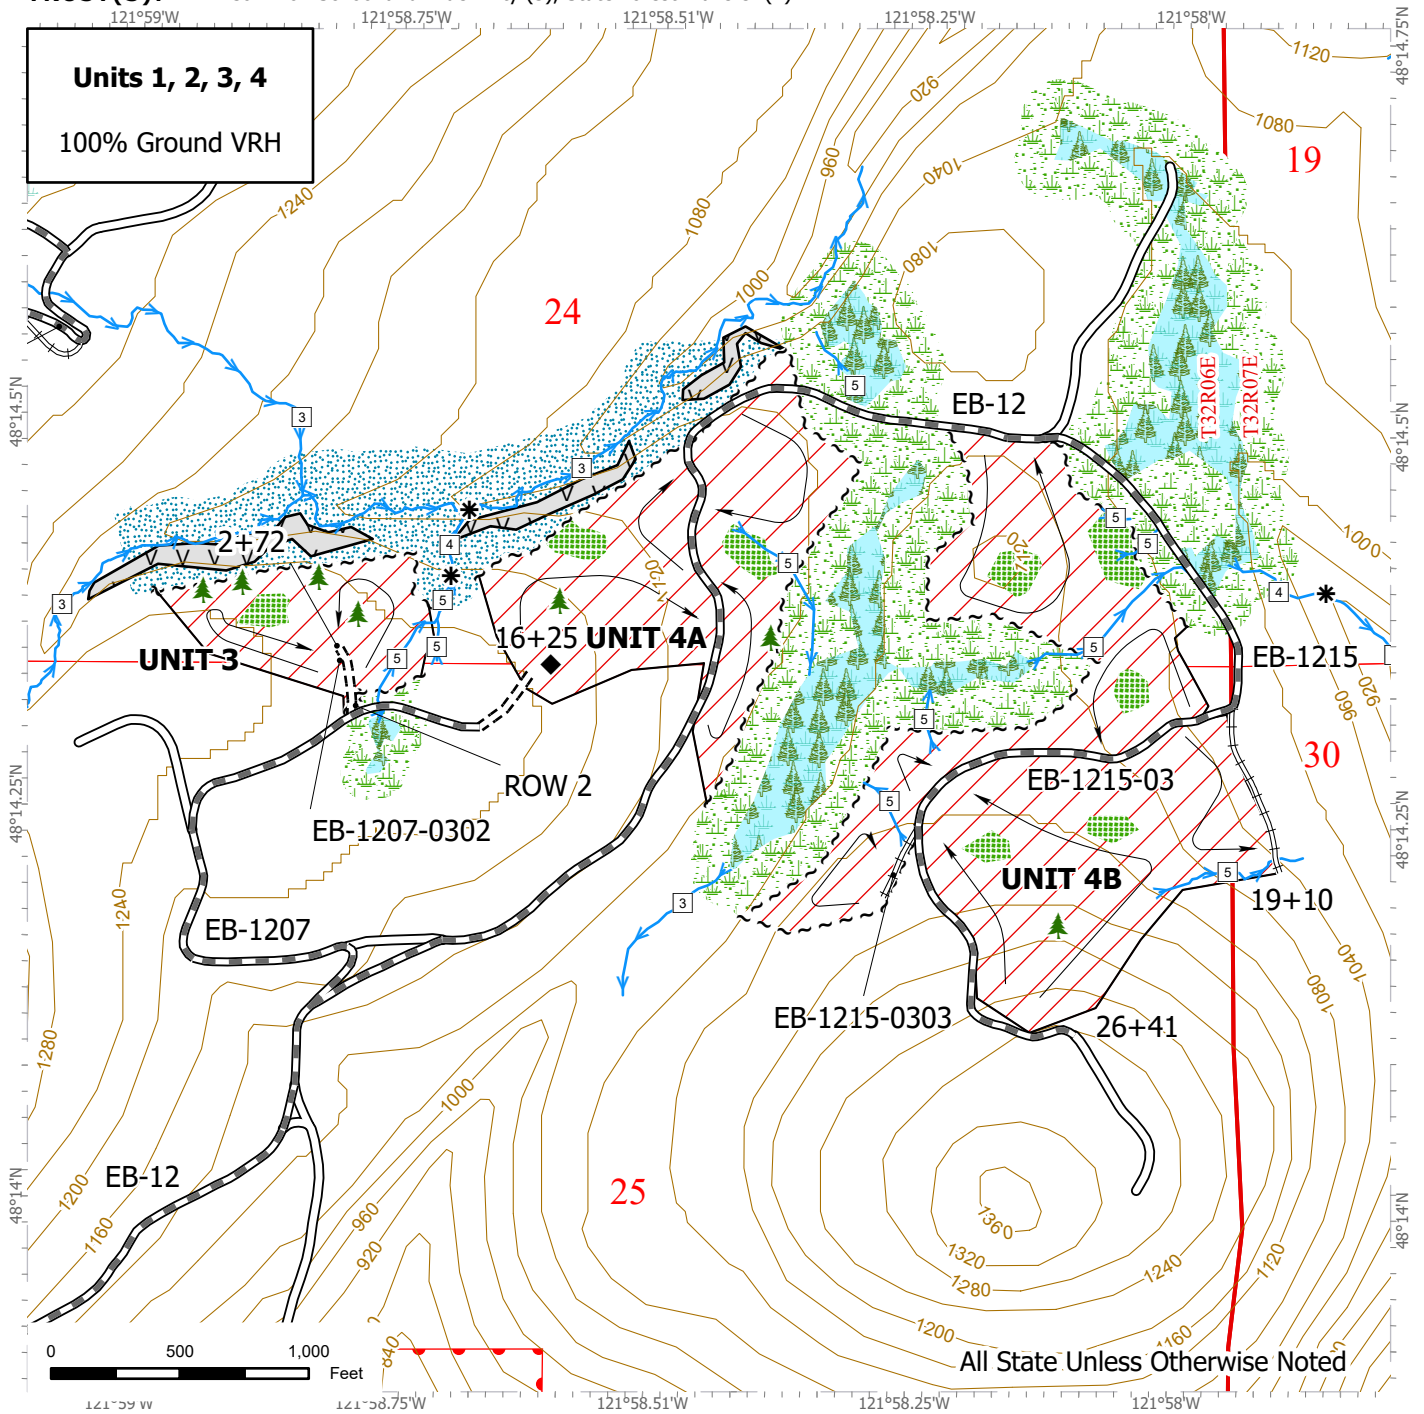 121°59'W
121°58.75'W
121°58.51'W
121°58.25'W
121°58'W
48°14.75'N
Units 1, 2, 3, 4
100% Ground VRH
1120
920
1080
19
960
1040
1240
1080
1080
24
1000
T32R06E
T32R07E
EB-12
5
3
48°14.5'N
48°14.5'N
3
5
2+72
4
5
5
1000
1120
1120
5
3
4
16+25
UNIT 4A
5
5
UNIT 3
5
5
EB-1215
960
920
5
30
EB-1215-03
ROW 2
48°14.25'N
48°14.25'N
5
EB-1207-0302
UNIT 4B
5
3
19+10
1240
EB-1207
1040
1080
EB-1215-0303
26+41
1280
1000
EB-12
1200
25
960
1360
48°14'N
48°14'N
1160
920
1320
1240
1120
1280
1200
1160
840
0
500
1,000
Feet
All State Unless Otherwise Noted
121°59'W
121°58.75'W
121°58.51'W
121°58.25'W
121°58'W